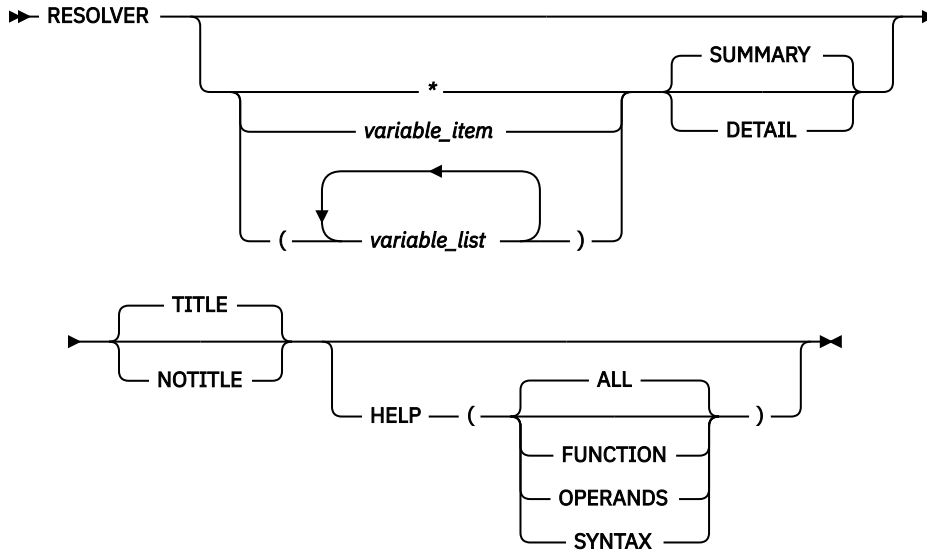 RESOLVER
SUMMARY
*
variable_item
DETAIL
( variable_list )
TITLE
NOTITLE
ALL
HELP ( )
FUNCTION
OPERANDS
SYNTAX